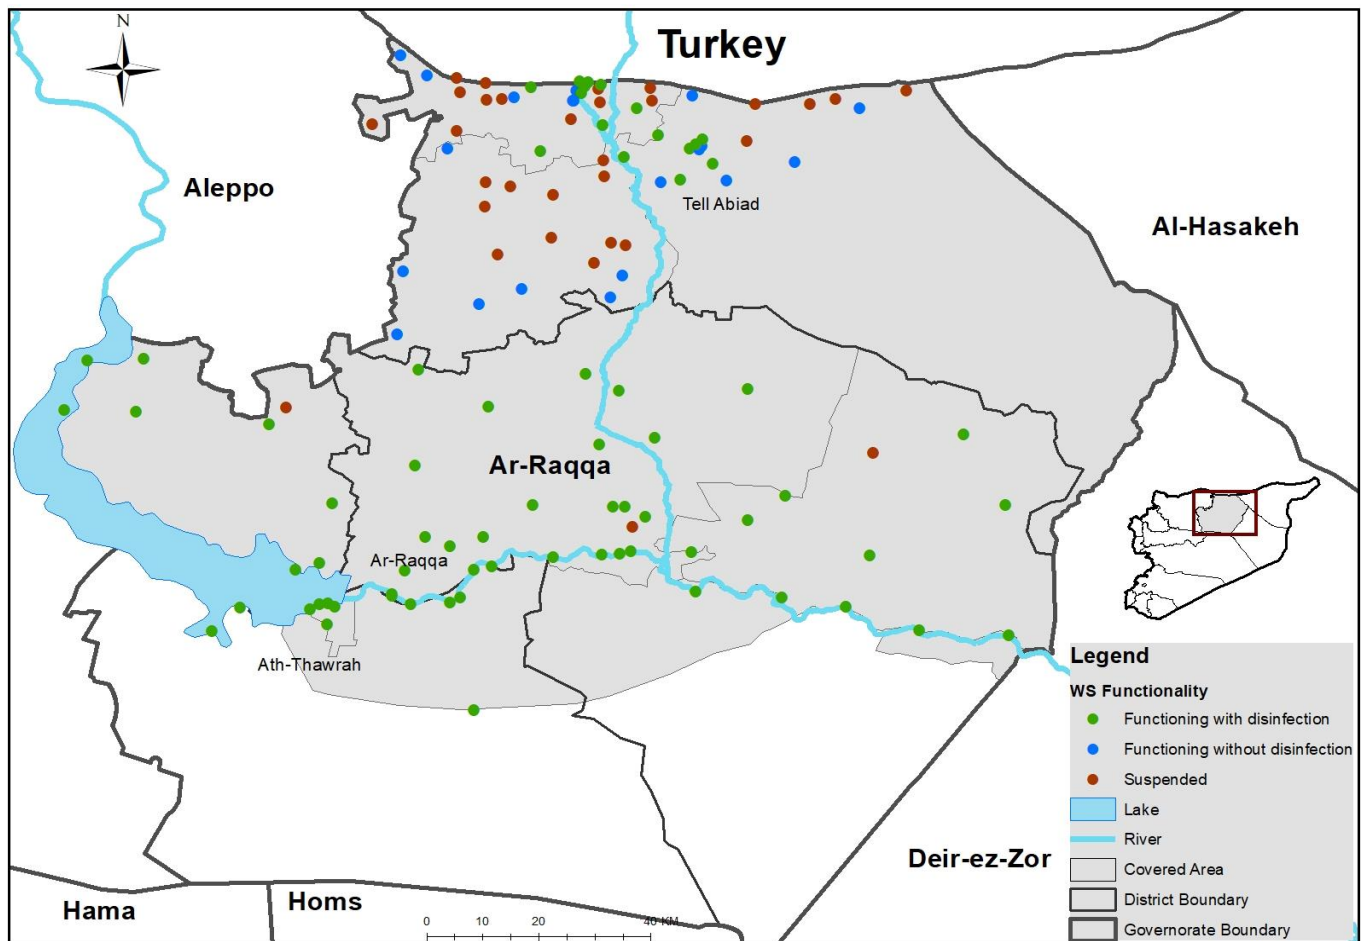 N
Turkey
Aleppo
Tell Abiad
Al-Hasakeh
Ar-Raqqa
Ar-Raqqa
Ath-Thawrah
Legend
WS Functionality
Functioning with disinfection
Functioning without disinfection
Suspended
Lake
River
Covered Area
District Boundary
Governorate Boundary
Deir-ez-Zor
Homs
Hama
0 10 20 40 KM